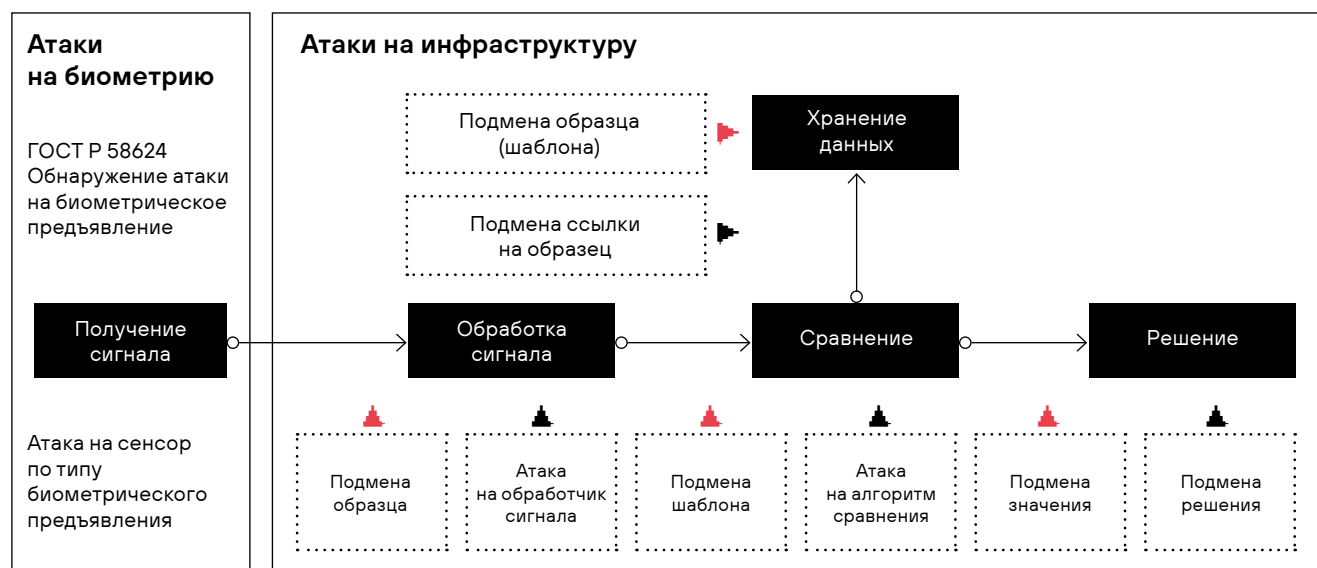 Атаки
на биометрию
ГОСТ Р 58624
Обнаружение атаки
на биометрическое
предъявление
Получение
сигнала
Атака на сенсор
по типу
биометрического
предъявления
Атаки на инфраструктуру
Подмена образца
(шаблона)
Хранение
данных
Подмена ссылки
на образец
Обработка
сигнала
Сравнение
Решение
Подмена
образца
Атака
на обработчик
сигнала
Подмена
шаблона
Атака
на алгоритм
сравнения
Подмена
значения
Подмена
решения